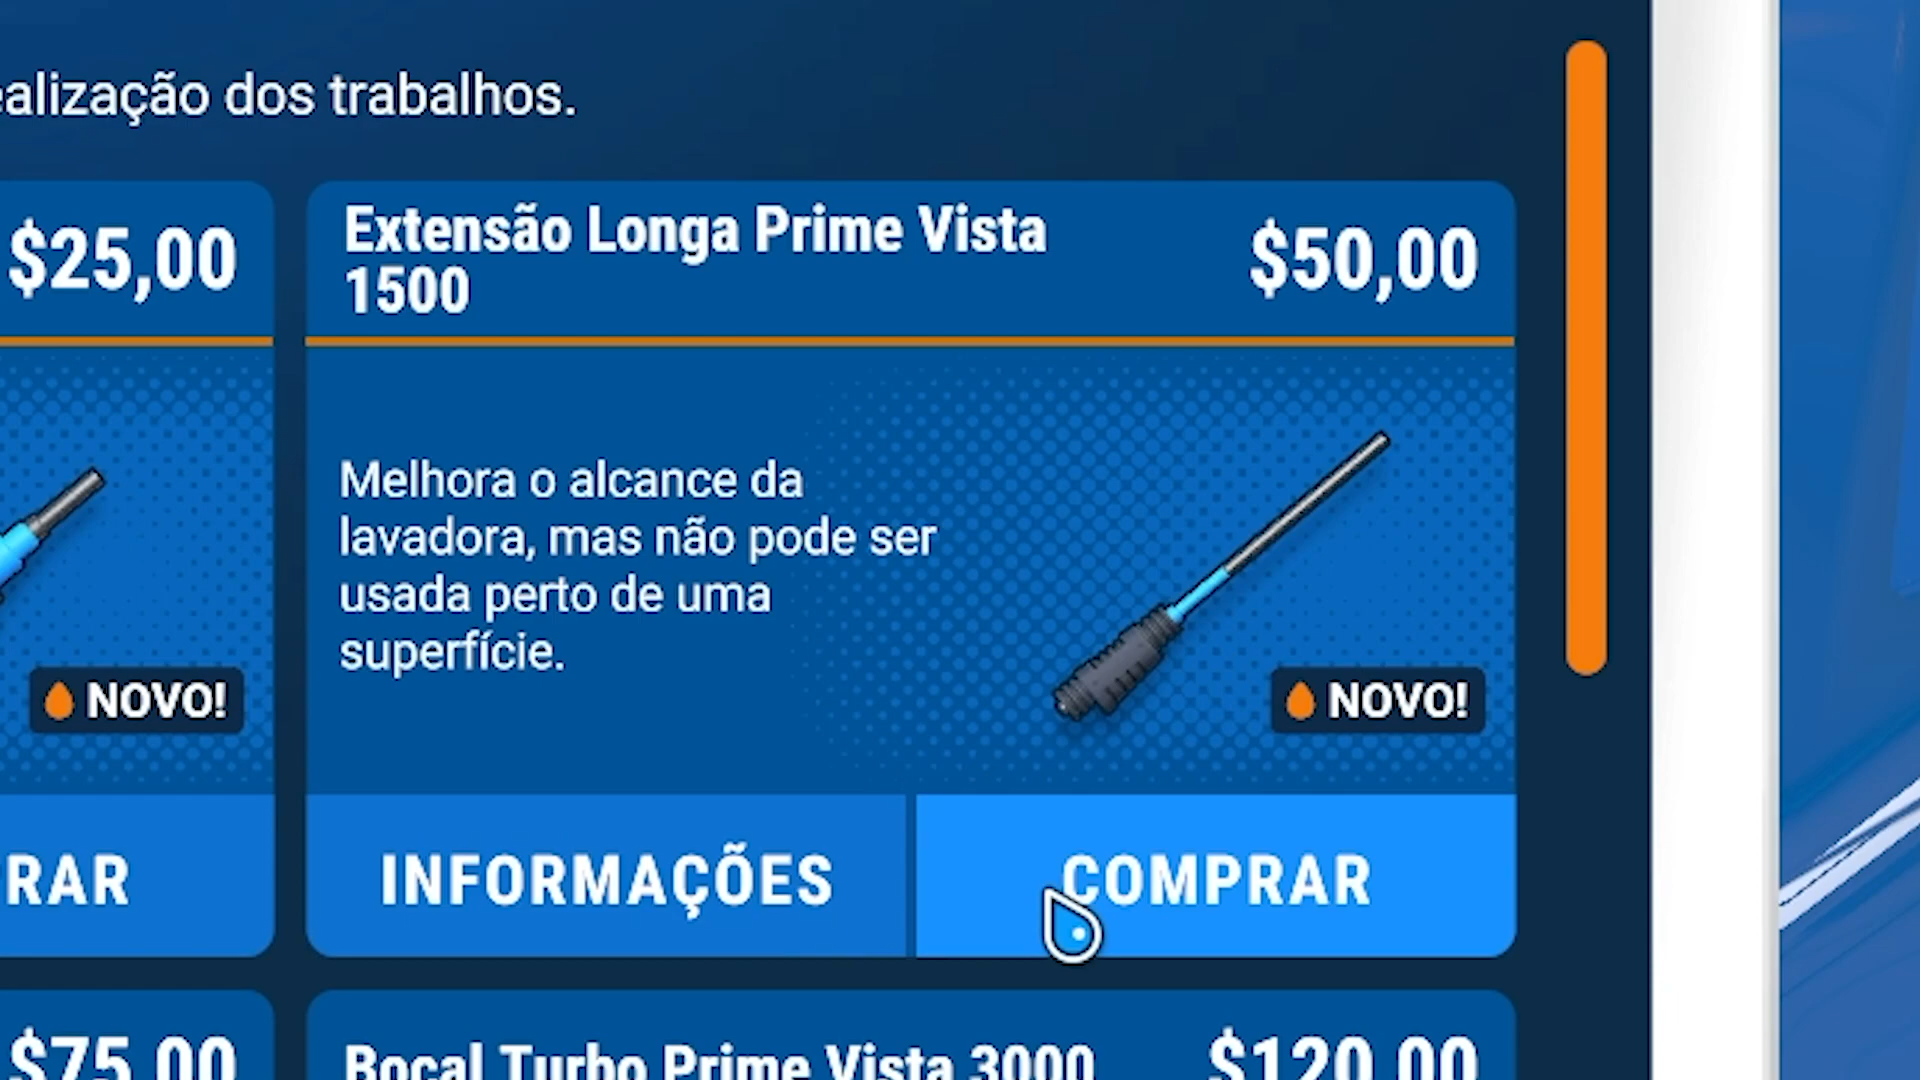 ealização dos trabalhos.
$25,00
Extensão Longa Prime Vista
1500
$50,00
Melhora o alcance da
lavadora, mas não pode ser
usada perto de uma
superfície.
NOVO!
NOVO!
RAR
INFORMAÇÕES
COMPRAR
$75,00
Bocal Turbo Prime Vista 3000
$120,00